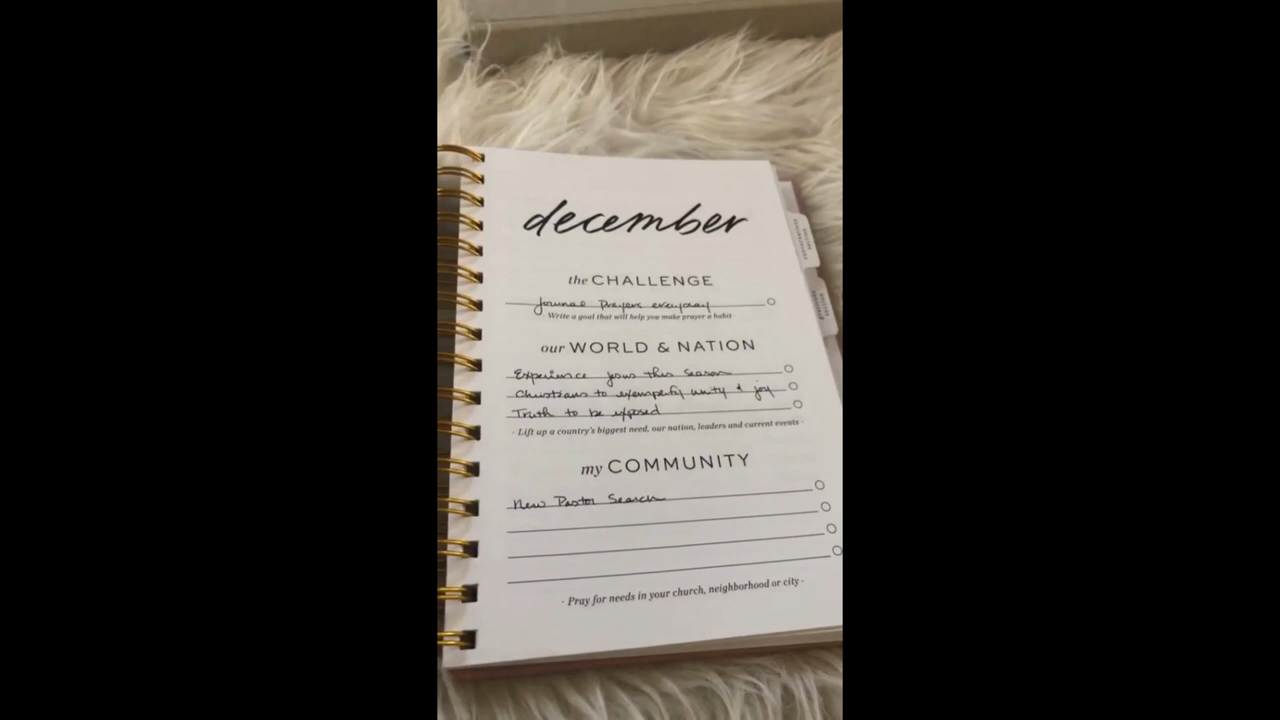 december
the CHALLENGE
Journal Prayers everyday
· Write a goal that will help you make prayer a habit
our WORLD & NATION
Experience Jesus this Season
Christians to exemplify unity & joy
Truth to be exposed
· Lift up a country's biggest need, our nation, leaders and current events ·
my COMMUNITY
New Pastor Search
· Pray for needs in your church, neighborhood or city ·